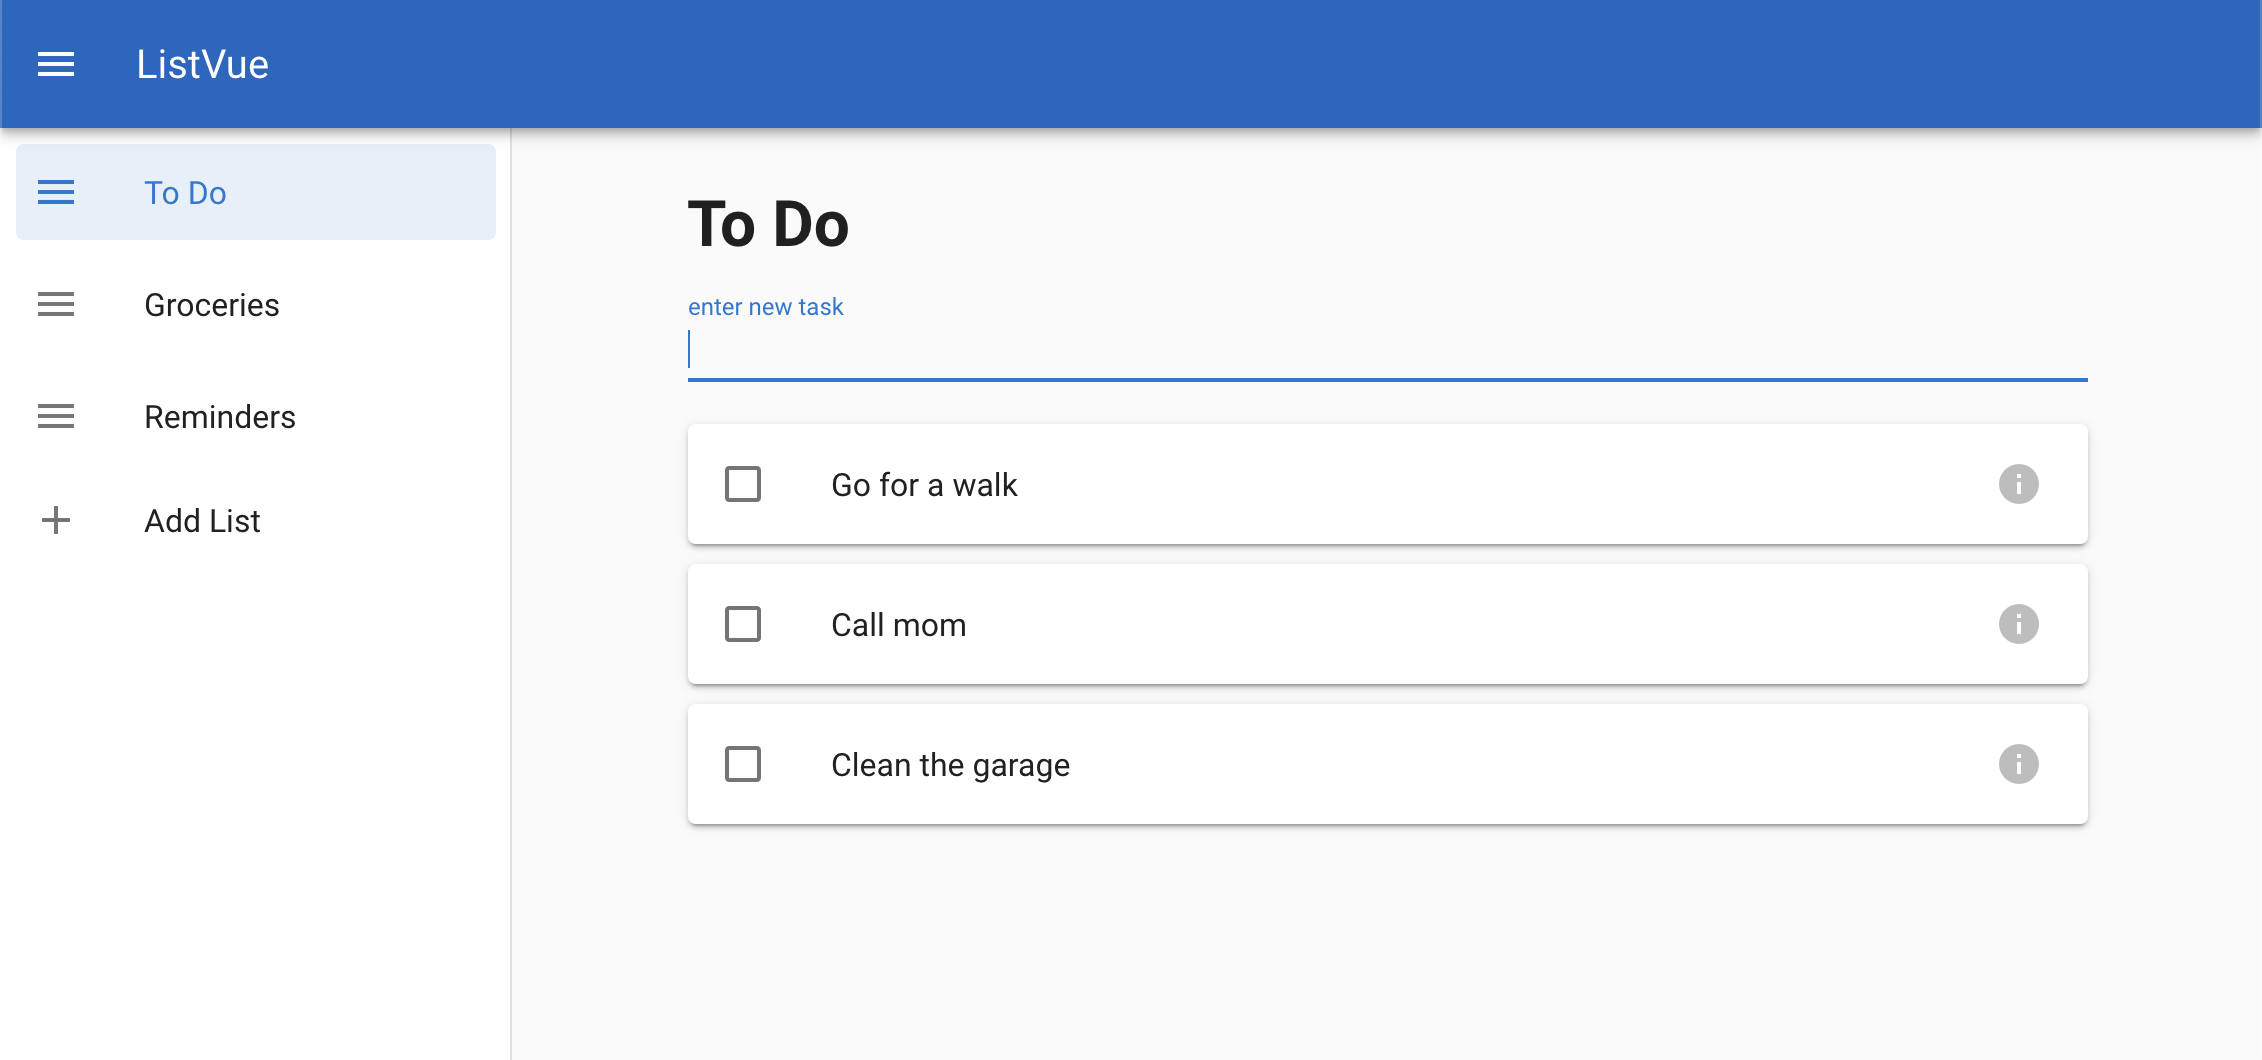 ListVue
To Do
Groceries
Reminders
Add List
To Do
enter new task
Go for a walk
Call mom
Clean the garage